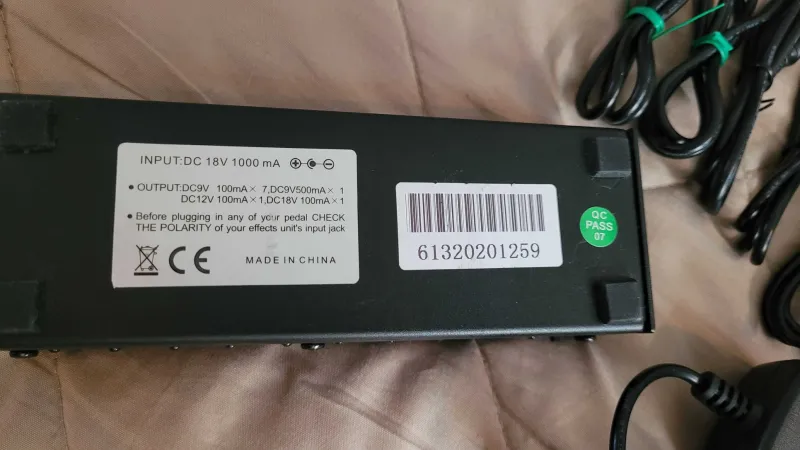 INPUT:DC 18V 1000 mA
• OUTPUT:DC9V 100mA× 7,DC9V500mA× 1
DC12V 100mA×1,DC18V 100mA×1
• Before plugging in any of your pedal CHECK
THE POLARITY of your effects unit's input jack
CE
MADE IN CHINA
61320201259
QC
PASS
07